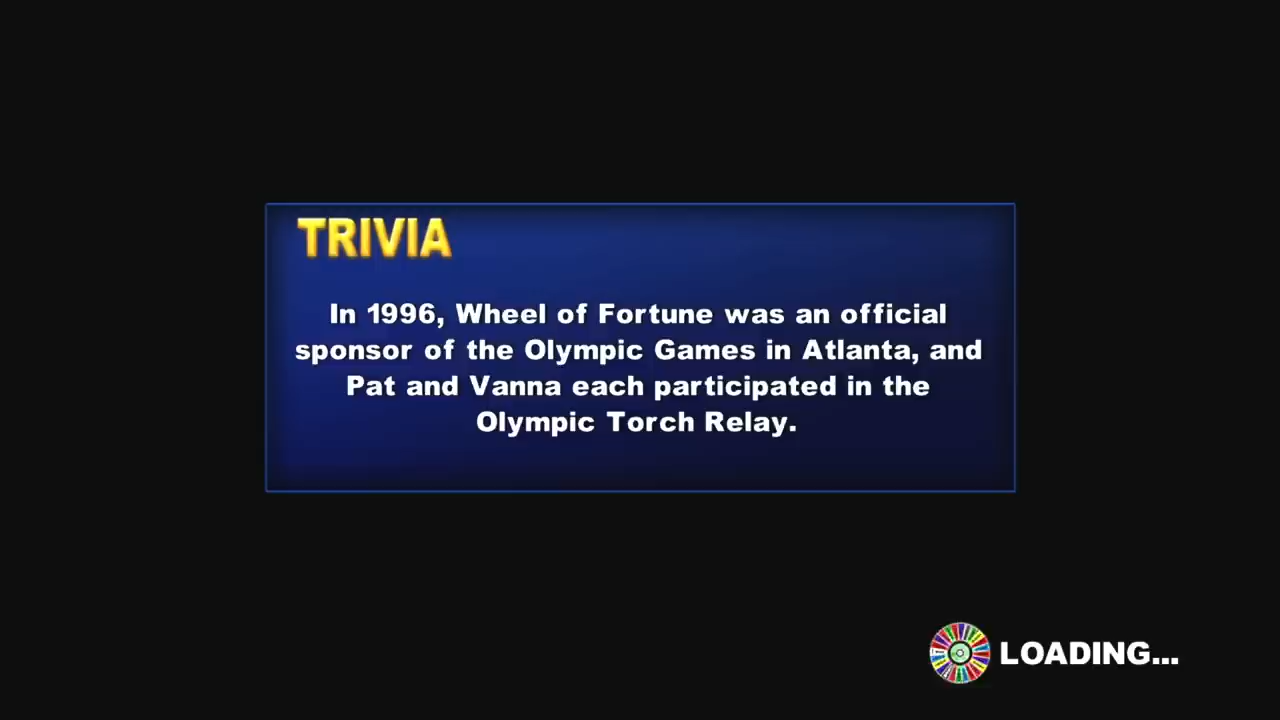 TRIVIA
In 1996, Wheel of Fortune was an official
sponsor of the Olympic Games in Atlanta, and
Pat and Vanna each participated in the
Olympic Torch Relay.
LOADING...